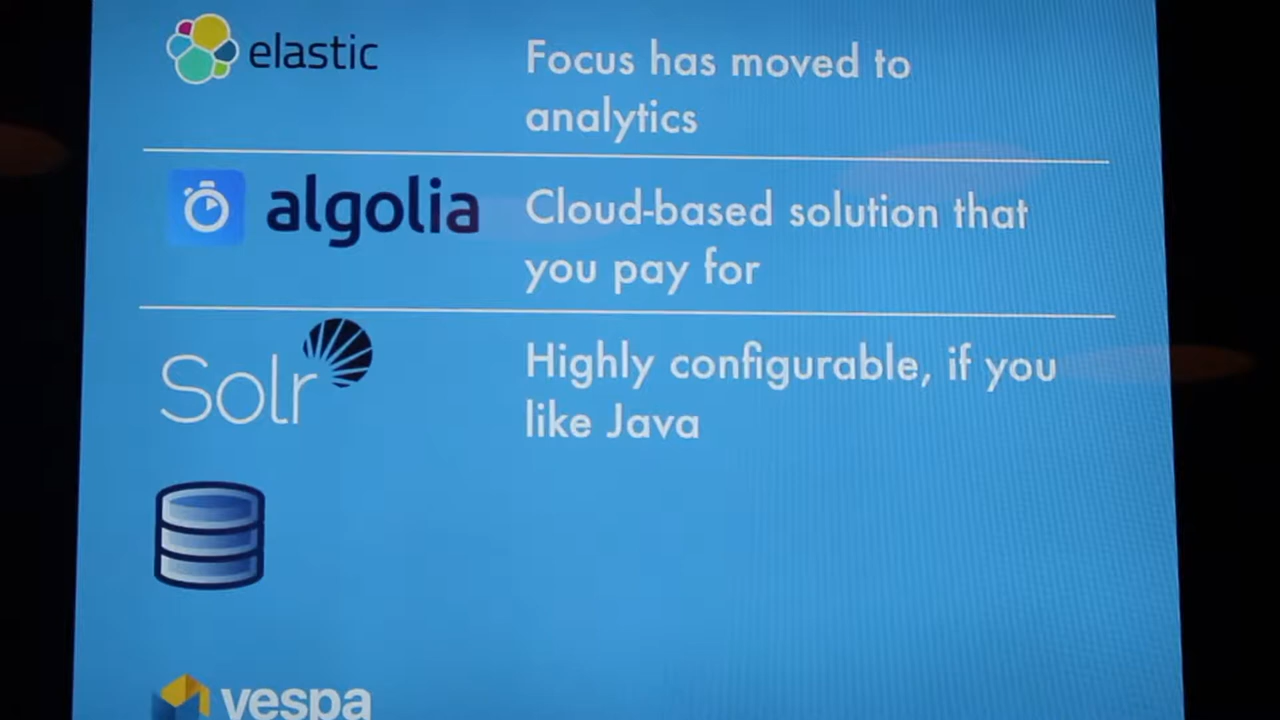 elastic
Focus has moved to
analytics
algolia
Cloud-based solution that
you pay for
Solr
Highly configurable, if you
like Java
vespa